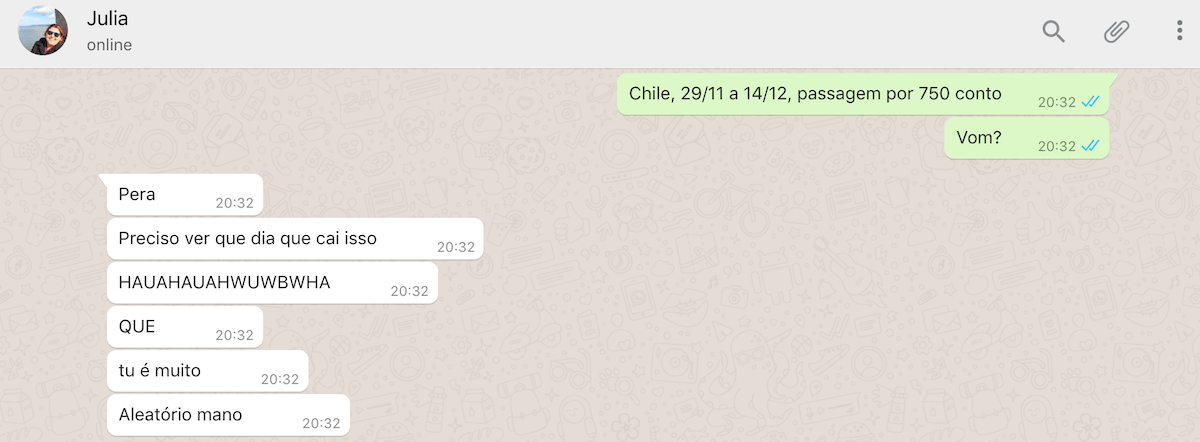 Julia
online
Chile, 29/11 a 14/12, passagem por 750 conto
20:32
Vom?
20:32
Pera
20:32
Preciso ver que dia que cai isso
20:32
HAUAHAUAHWUWBWHA
20:32
QUE
20:32
tu é muito
20:32
Aleatório mano
20:32